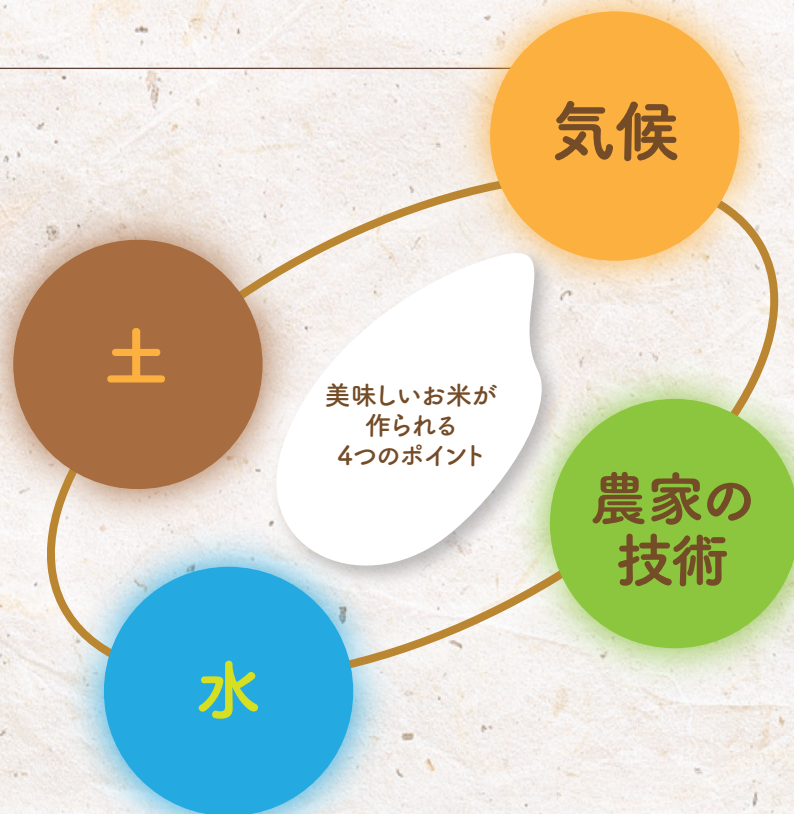 気候
土
美味しいお米が
作られる
4つのポイント
農家の
技術
水